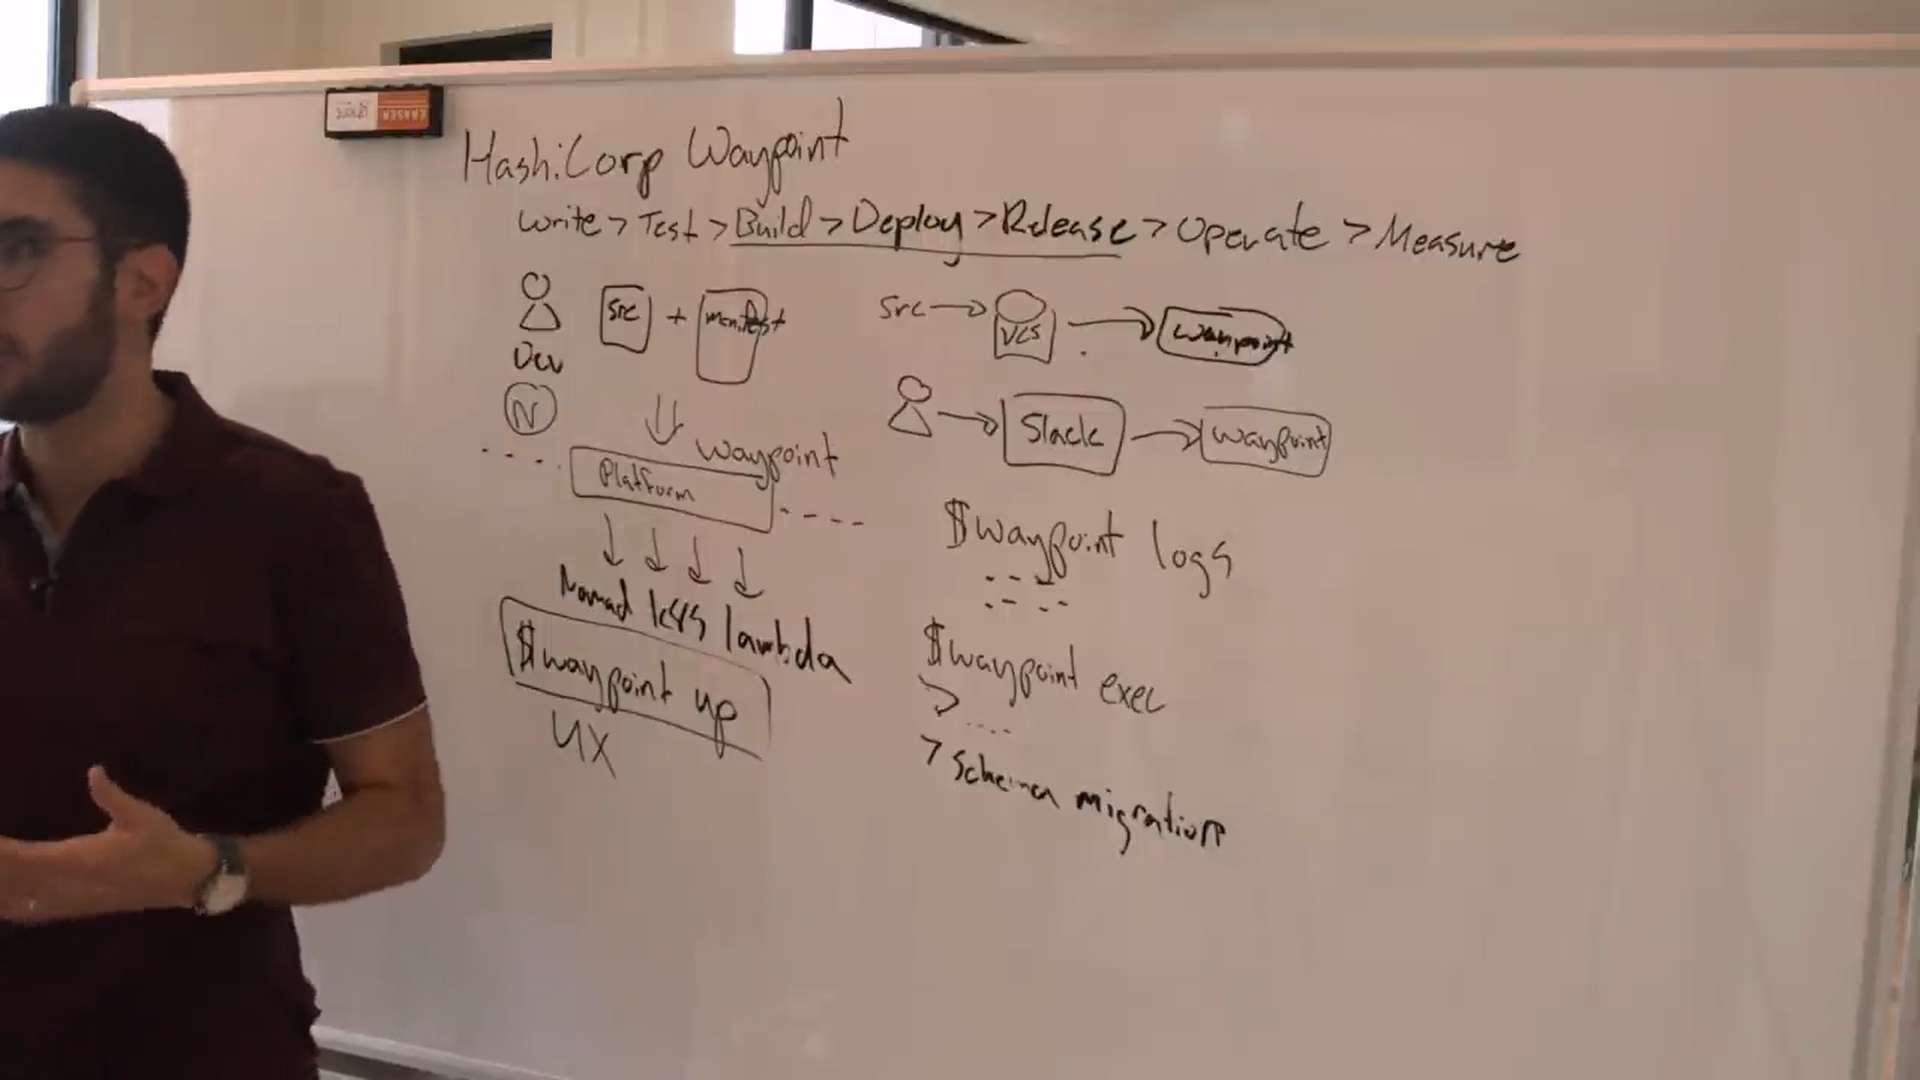 HashiCorp Waypoint
Write > Test > Build > Deploy > Release > Operate > Measure
Dev
src + manifest
N
waypoint
Platform
Nomad k8s lambda
$waypoint up
UX
src → VCS → waypoint
Slack → waypoint
$waypoint logs
$waypoint exec
>
> Schema migration
ERASER